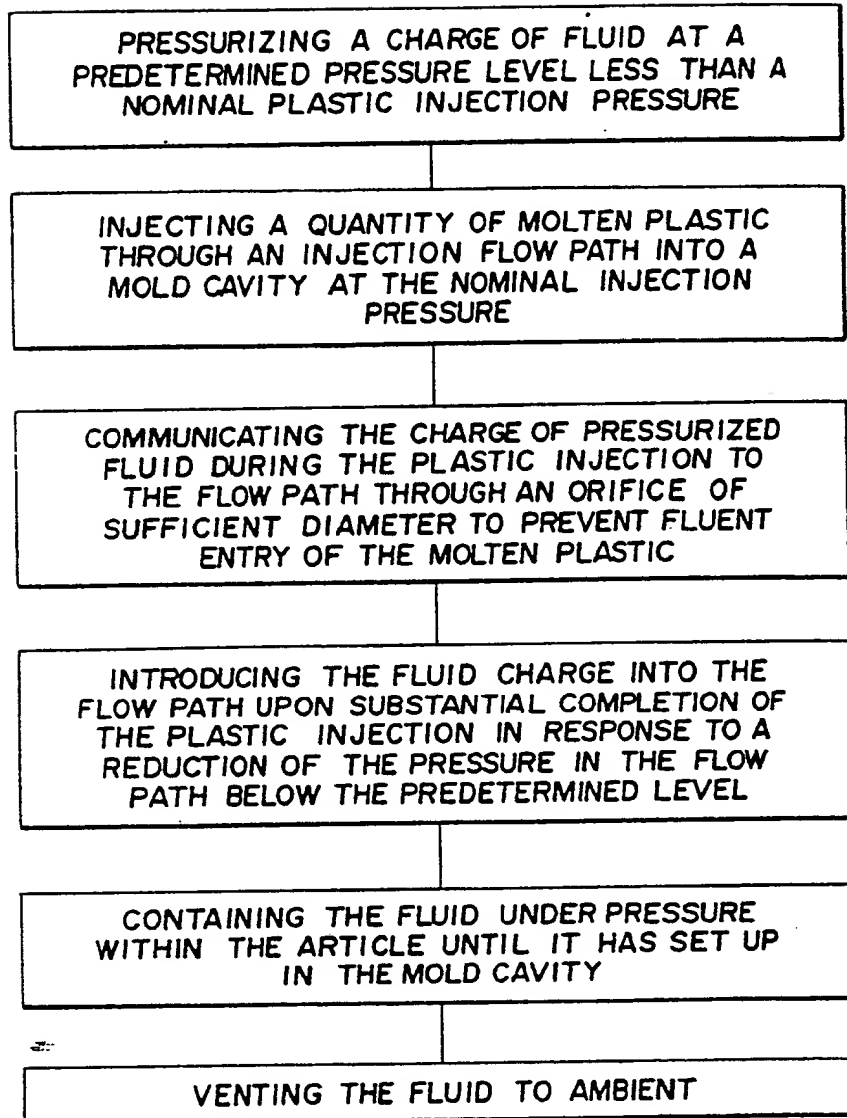 PRESSURIZING A CHARGE OF FLUID AT A
PREDETERMINED PRESSURE LEVEL LESS THAN A
NOMINAL PLASTIC INJECTION PRESSURE
INJECTING A QUANTITY OF MOLTEN PLASTIC
THROUGH AN INJECTION FLOW PATH INTO A
MOLD CAVITY AT THE NOMINAL INJECTION
PRESSURE
COMMUNICATING THE CHARGE OF PRESSURIZED
FLUID DURING THE PLASTIC INJECTION TO
THE FLOW PATH THROUGH AN ORIFICE OF
SUFFICIENT DIAMETER TO PREVENT FLUENT
ENTRY OF THE MOLTEN PLASTIC
INTRODUCING THE FLUID CHARGE INTO THE
FLOW PATH UPON SUBSTANTIAL COMPLETION OF
THE PLASTIC INJECTION IN RESPONSE TO A
REDUCTION OF THE PRESSURE IN THE FLOW
PATH BELOW THE PREDETERMINED LEVEL
CONTAINING THE FLUID UNDER PRESSURE
WITHIN THE ARTICLE UNTIL IT HAS SET UP
IN THE MOLD CAVITY
VENTING THE FLUID TO AMBIENT